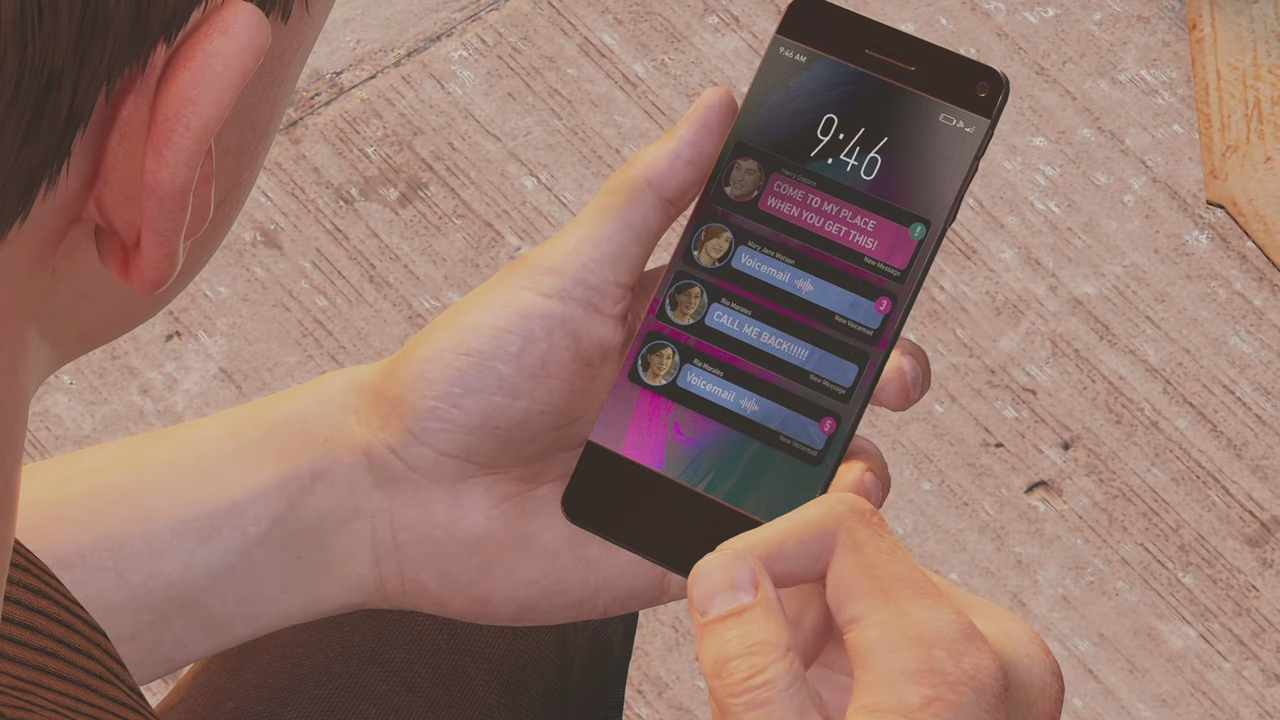 9:46 AM
9:46
Harry Osborn
COME TO MY PLACE
WHEN YOU GET THIS!
!
New Message
Mary Jane Watson
Voicemail
3
New Voicemail
Rio Morales
CALL ME BACK!!!!!
New Message
Rio Morales
Voicemail
5
New Voicemail